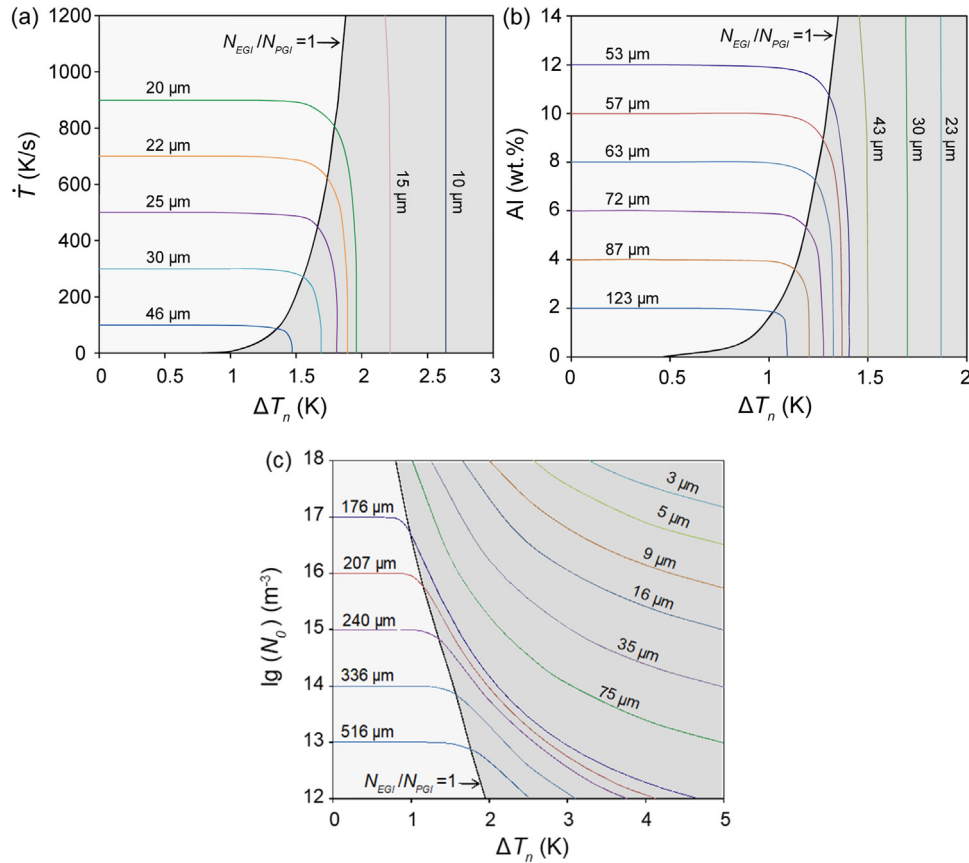 (a)
1200
1000
800
600
400
200
0
Ṫ (K/s)
N_EGI/N_PGI=1→
20 µm
22 µm
25 µm
30 µm
46 µm
15 µm
10 µm
0 1 1.5 2 2.5 3
ΔT_n (K)
(b)
14
12
10
8
6
4
2
0
Al (wt.%)
N_EGI/N_PGI=1→
53 µm
57 µm
63 µm
72 µm
87 µm
123 µm
43 µm
30 µm
23 µm
0 0.5 1 1.5 2
ΔT_n (K)
(c)
18
17
16
15
14
13
12
lg (N_0) (m⁻³)
176 µm
207 µm
240 µm
336 µm
516 µm
3 µm
5 µm
9 µm
16 µm
35 µm
75 µm
N_EGI/N_PGI=1→
0 1 2 3 4 5
ΔT_n (K)